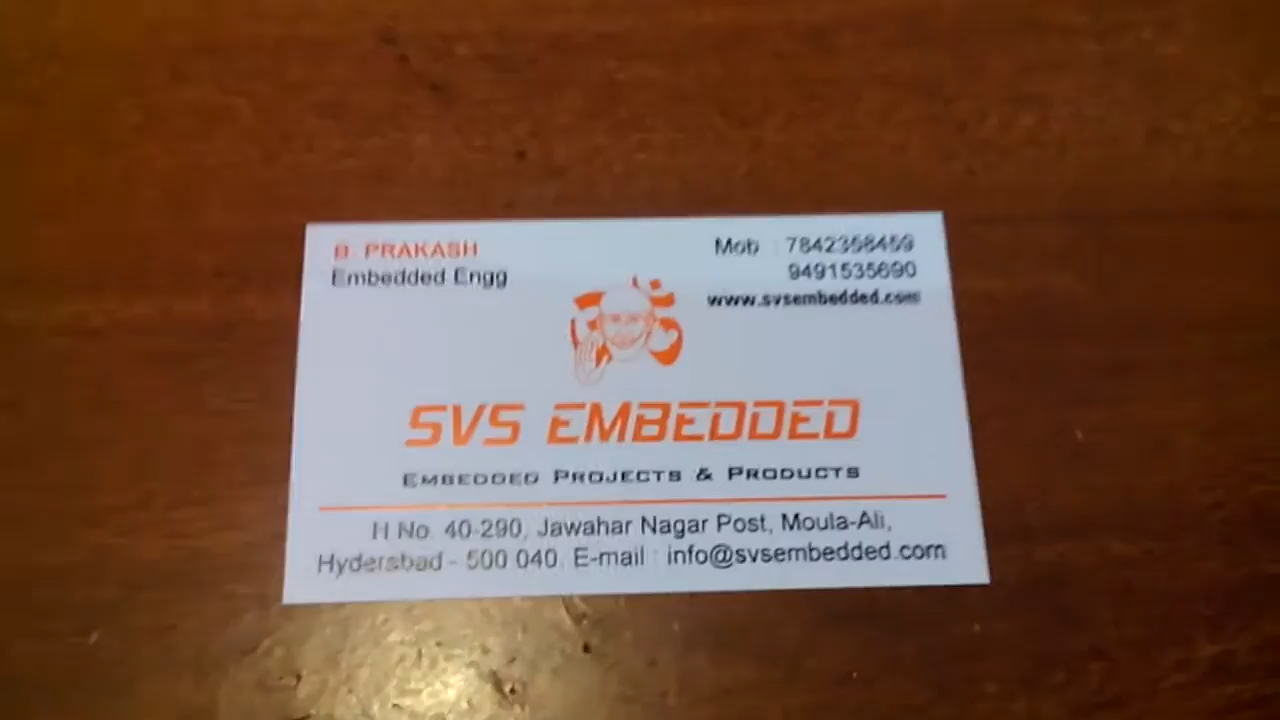 B. PRAKASH
Embedded Engg
Mob : 7842358459
9491535690
www.svsembedded.com
SVS EMBEDDED
EMBEDDED PROJECTS & PRODUCTS
H No. 40-290, Jawahar Nagar Post, Moula-Ali,
Hyderabad - 500 040. E-mail : info@svsembedded.com